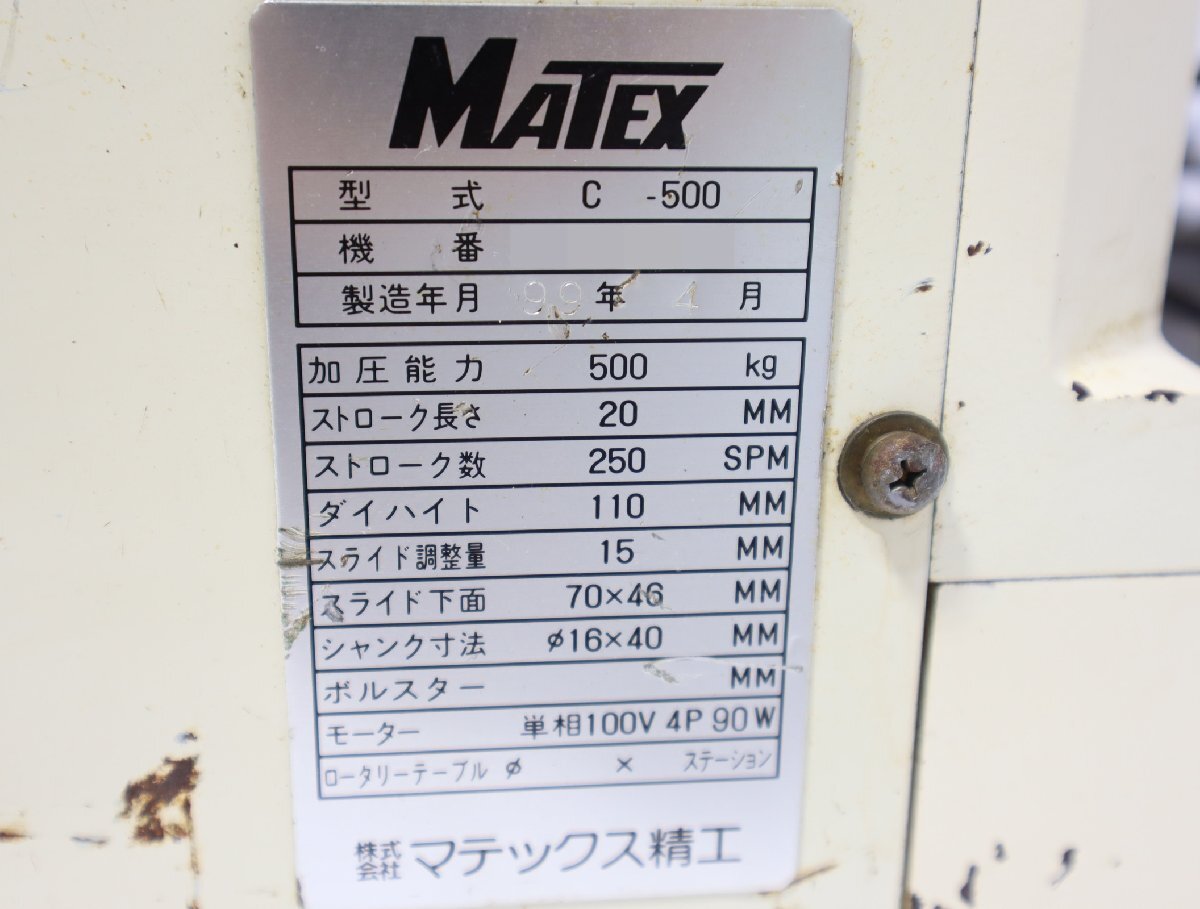 MATEX
型式 C -500
機番
製造年月 '99年 4月
加圧能力 500 kg
ストローク長さ 20 MM
ストローク数 250 SPM
ダイハイト 110 MM
スライド調整量 15 MM
スライド下面 70×46 MM
シャンク寸法 φ16×40 MM
ボルスター MM
モーター 単相100V 4P 90W
ロータリーテーブル φ × ステーション
株式会社 マテックス精工